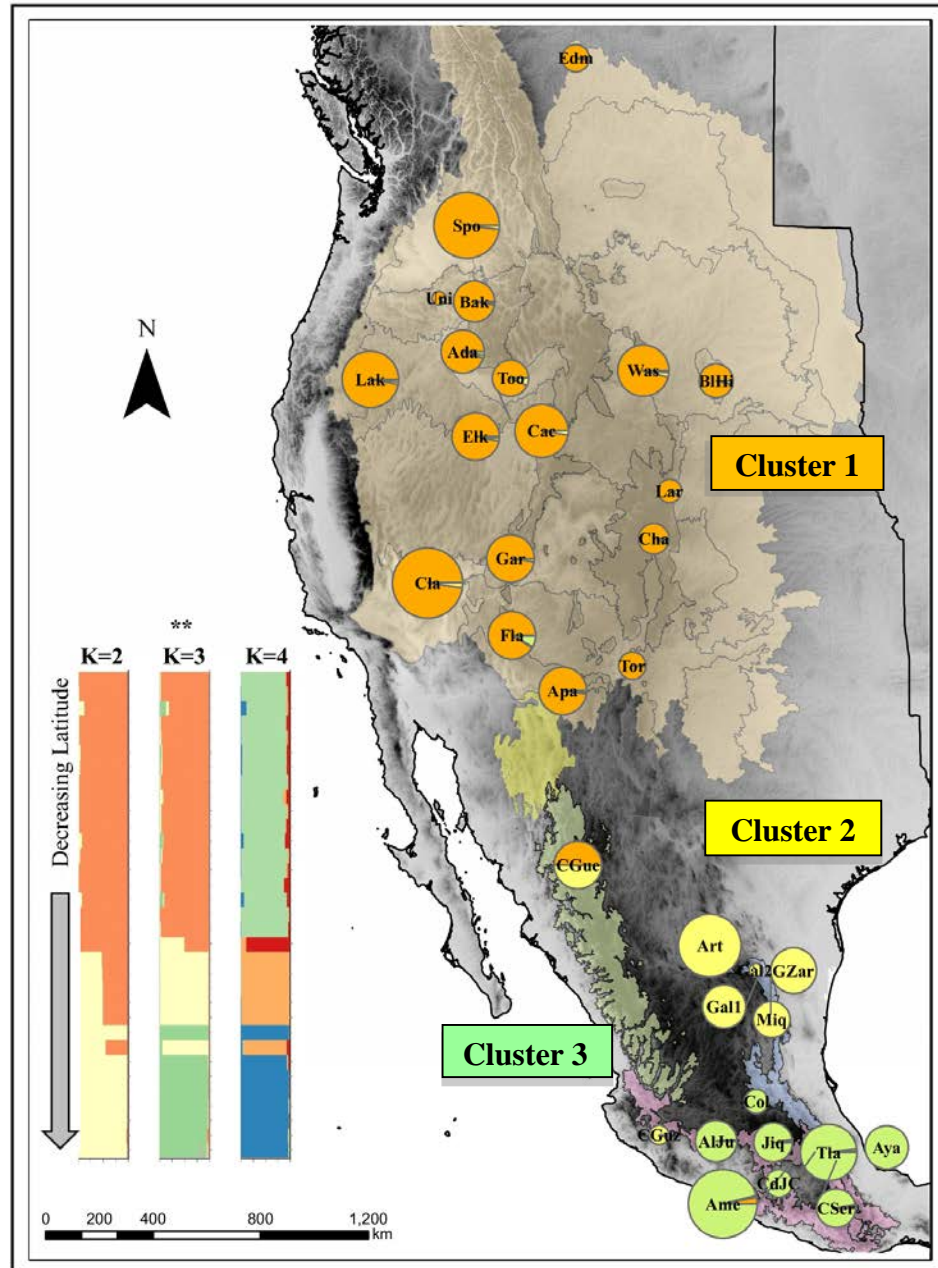 Edm
Spo
Uni
Bak
Ada
Lak
Too
Was
BlHi
Elk
Cae
Cluster 1
Lar
Cha
Gar
Cla
Fla
Tor
Apa
N
**
K=2 K=3 K=4
Decreasing Latitude
Cluster 2
CGue
Art
Gal2
GZar
Gal1
Miq
Cluster 3
Col
CGuz
AlJu
Jiq
Tla
Aya
CdJC
Ame
CSer
0 200 400 800 1,200
km